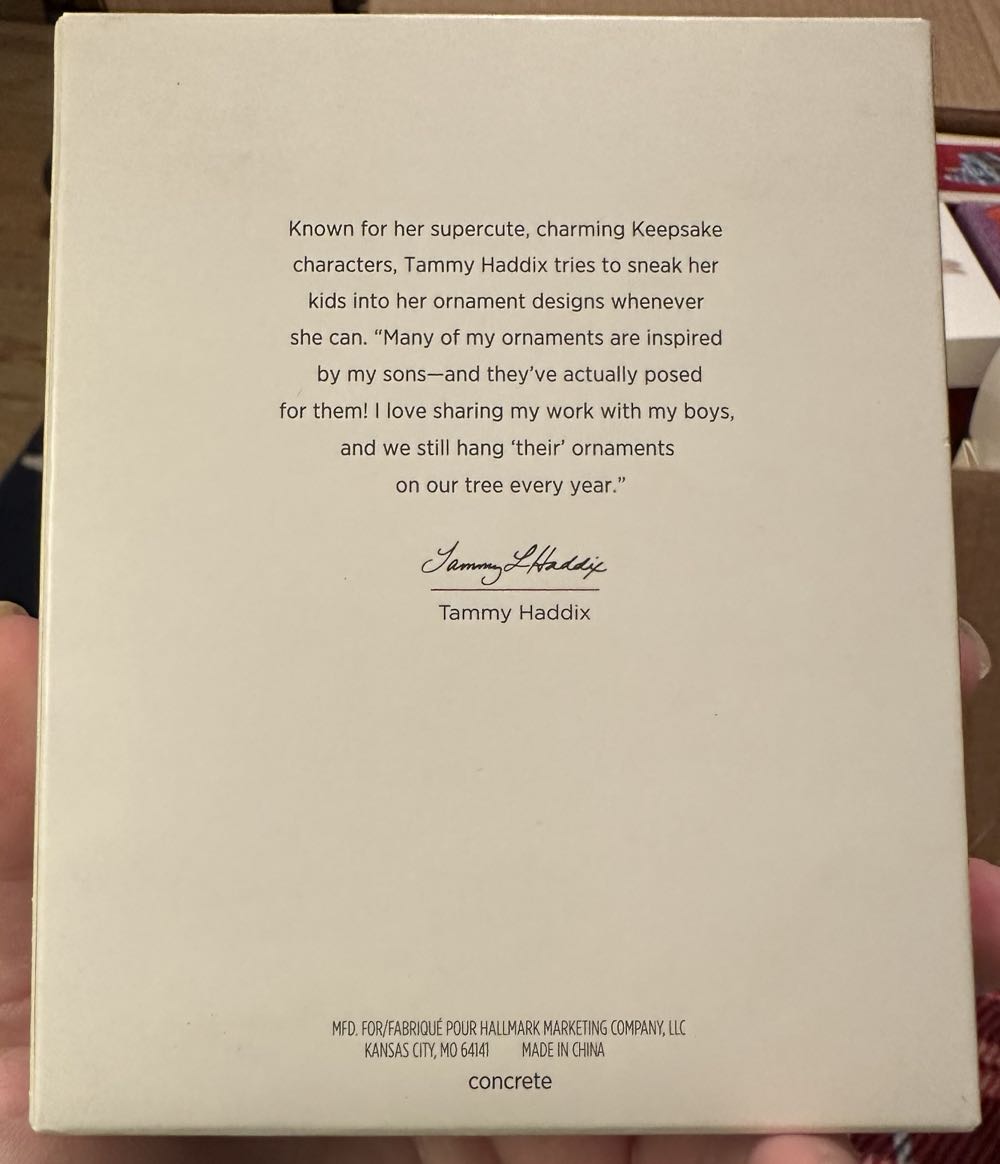 Known for her supercute, charming Keepsake
characters, Tammy Haddix tries to sneak her
kids into her ornament designs whenever
she can. “Many of my ornaments are inspired
by my sons—and they’ve actually posed
for them! I love sharing my work with my boys,
and we still hang ‘their’ ornaments
on our tree every year.”
Tammy L Haddix
Tammy Haddix
MFD. FOR/FABRIQUÉ POUR HALLMARK MARKETING COMPANY, LLC
KANSAS CITY, MO 64141 MADE IN CHINA
concrete